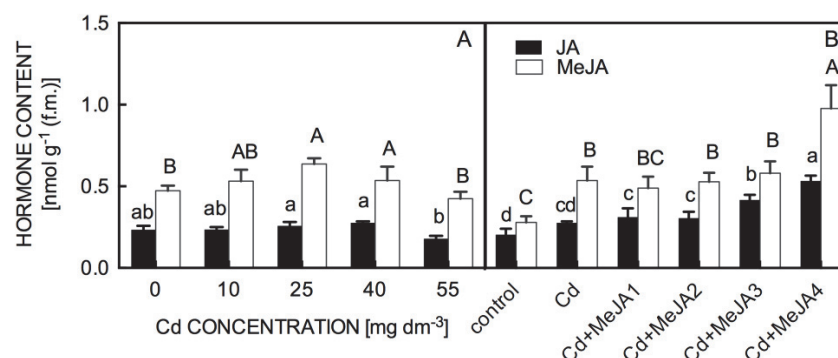 HORMONE CONTENT
[nmol g⁻¹ (f.m.)]
1.5
1.0
0.5
0.0
A
ab B
ab AB
a A
a A
b B
0 10 25 40 55
Cd CONCENTRATION [mg dm⁻³]
B
JA
MeJA
d C
cd B
c BC
c B
b B
a A
control
Cd
Cd+MeJA1
Cd+MeJA2
Cd+MeJA3
Cd+MeJA4